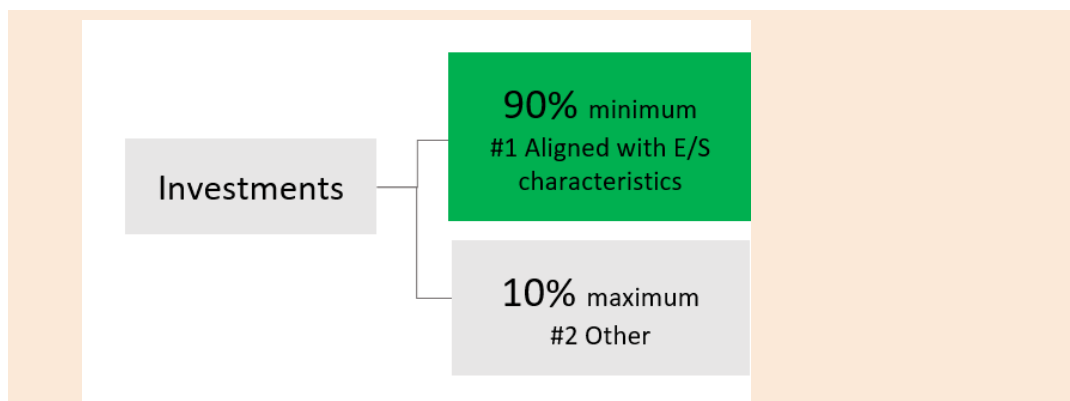 Investments
90% minimum
#1 Aligned with E/S
characteristics
10% maximum
#2 Other